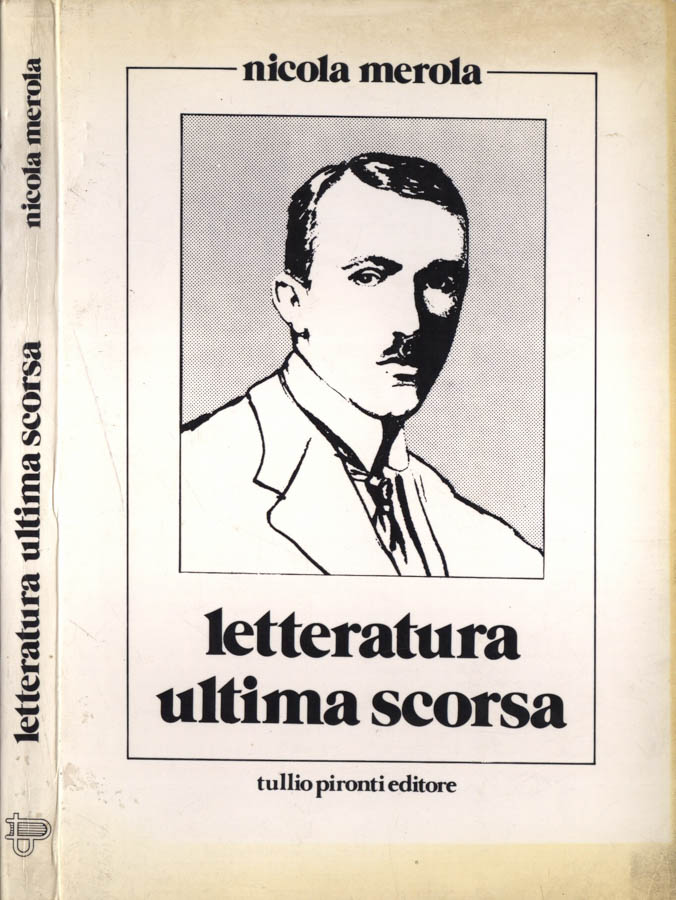 nicola merola
letteratura
ultima scorsa
tullio pironti editore
letteratura ultima scorsa nicola merola